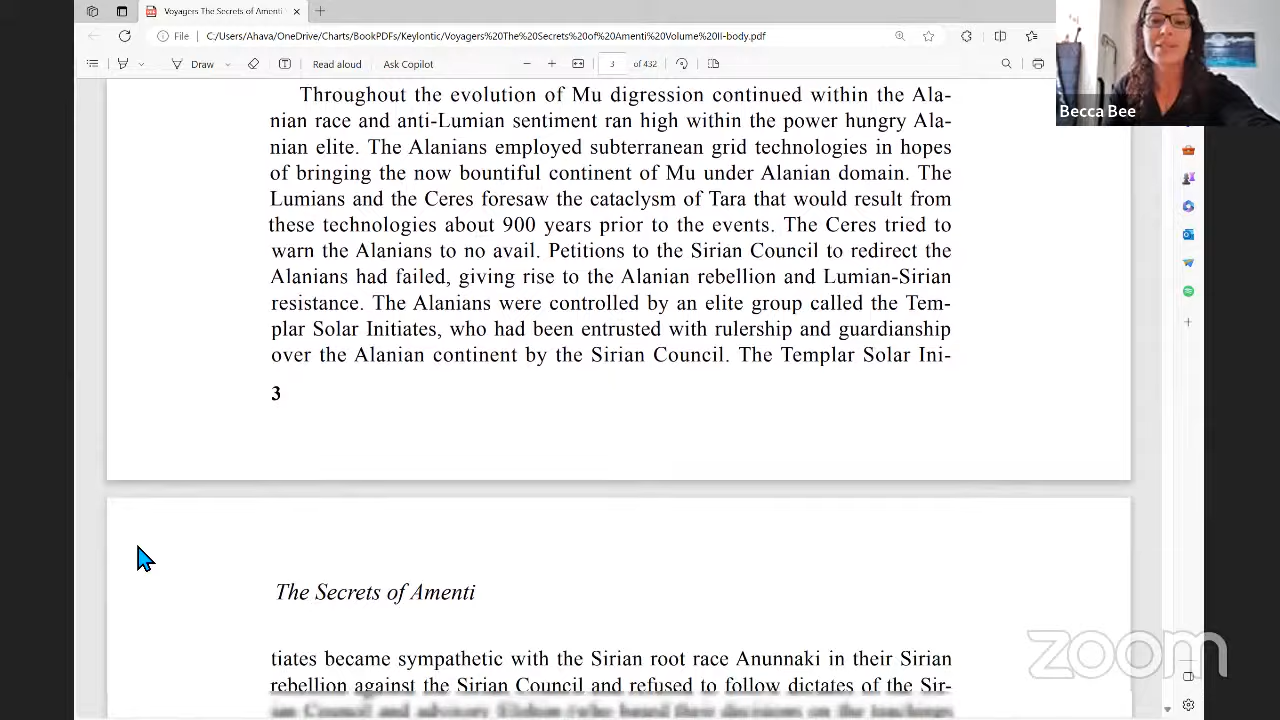 Voyagers The Secrets of Amenti
File
C:/Users/Ahava/OneDrive/Charts/BookPDFs/Keylontic/Voyagers%20The%20Secrets%20of%20Amenti%20Volume%20II-body.pdf
Draw
Read aloud
Ask Copilot
3
of 432
Becca Bee
Throughout the evolution of Mu digression continued within the Ala-
nian race and anti-Lumian sentiment ran high within the power hungry Ala-
nian elite. The Alanians employed subterranean grid technologies in hopes
of bringing the now bountiful continent of Mu under Alanian domain. The
Lumians and the Ceres foresaw the cataclysm of Tara that would result from
these technologies about 900 years prior to the events. The Ceres tried to
warn the Alanians to no avail. Petitions to the Sirian Council to redirect the
Alanians had failed, giving rise to the Alanian rebellion and Lumian-Sirian
resistance. The Alanians were controlled by an elite group called the Tem-
plar Solar Initiates, who had been entrusted with rulership and guardianship
over the Alanian continent by the Sirian Council. The Templar Solar Ini-
3
The Secrets of Amenti
tiates became sympathetic with the Sirian root race Anunnaki in their Sirian
rebellion against the Sirian Council and refused to follow dictates of the Sir-
ian Council and
zoom